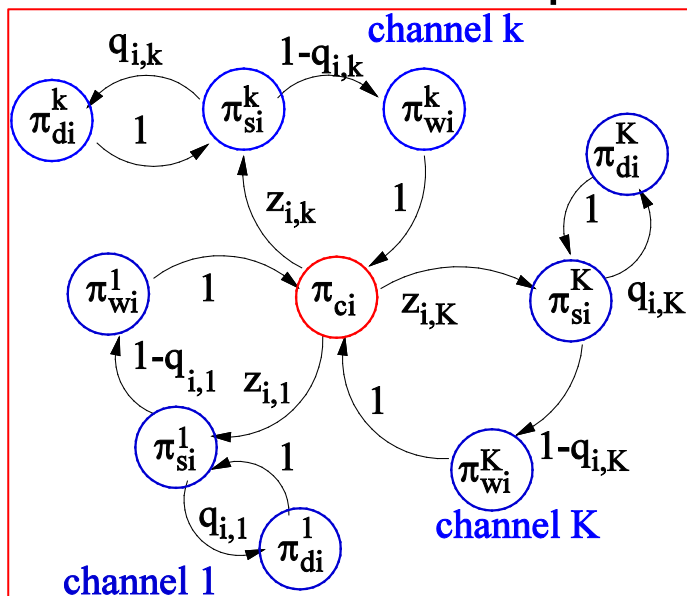 channel k
q_{i,k}
1-q_{i,k}
π^k_{di}
π^k_{si}
π^k_{wi}
1
z_{i,k}
1
π^K_{di}
1
π^1_{wi}
1
π_{ci}
z_{i,K}
π^K_{si}
q_{i,K}
1-q_{i,1}
z_{i,1}
1
π^1_{si}
1
1-q_{i,K}
π^K_{wi}
q_{i,1}
π^1_{di}
channel K
channel 1